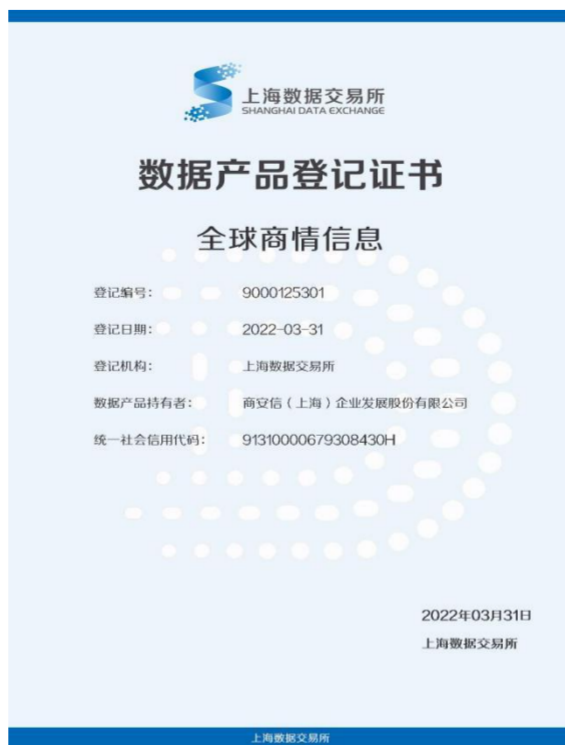 上海数据交易所
SHANGHAI DATA EXCHANGE
数据产品登记证书
全球商情信息
登记编号： 9000125301
登记日期： 2022-03-31
登记机构： 上海数据交易所
数据产品持有者： 商安信（上海）企业发展股份有限公司
统一社会信用代码： 91310000679308430H
2022年03月31日
上海数据交易所
上海数据交易所